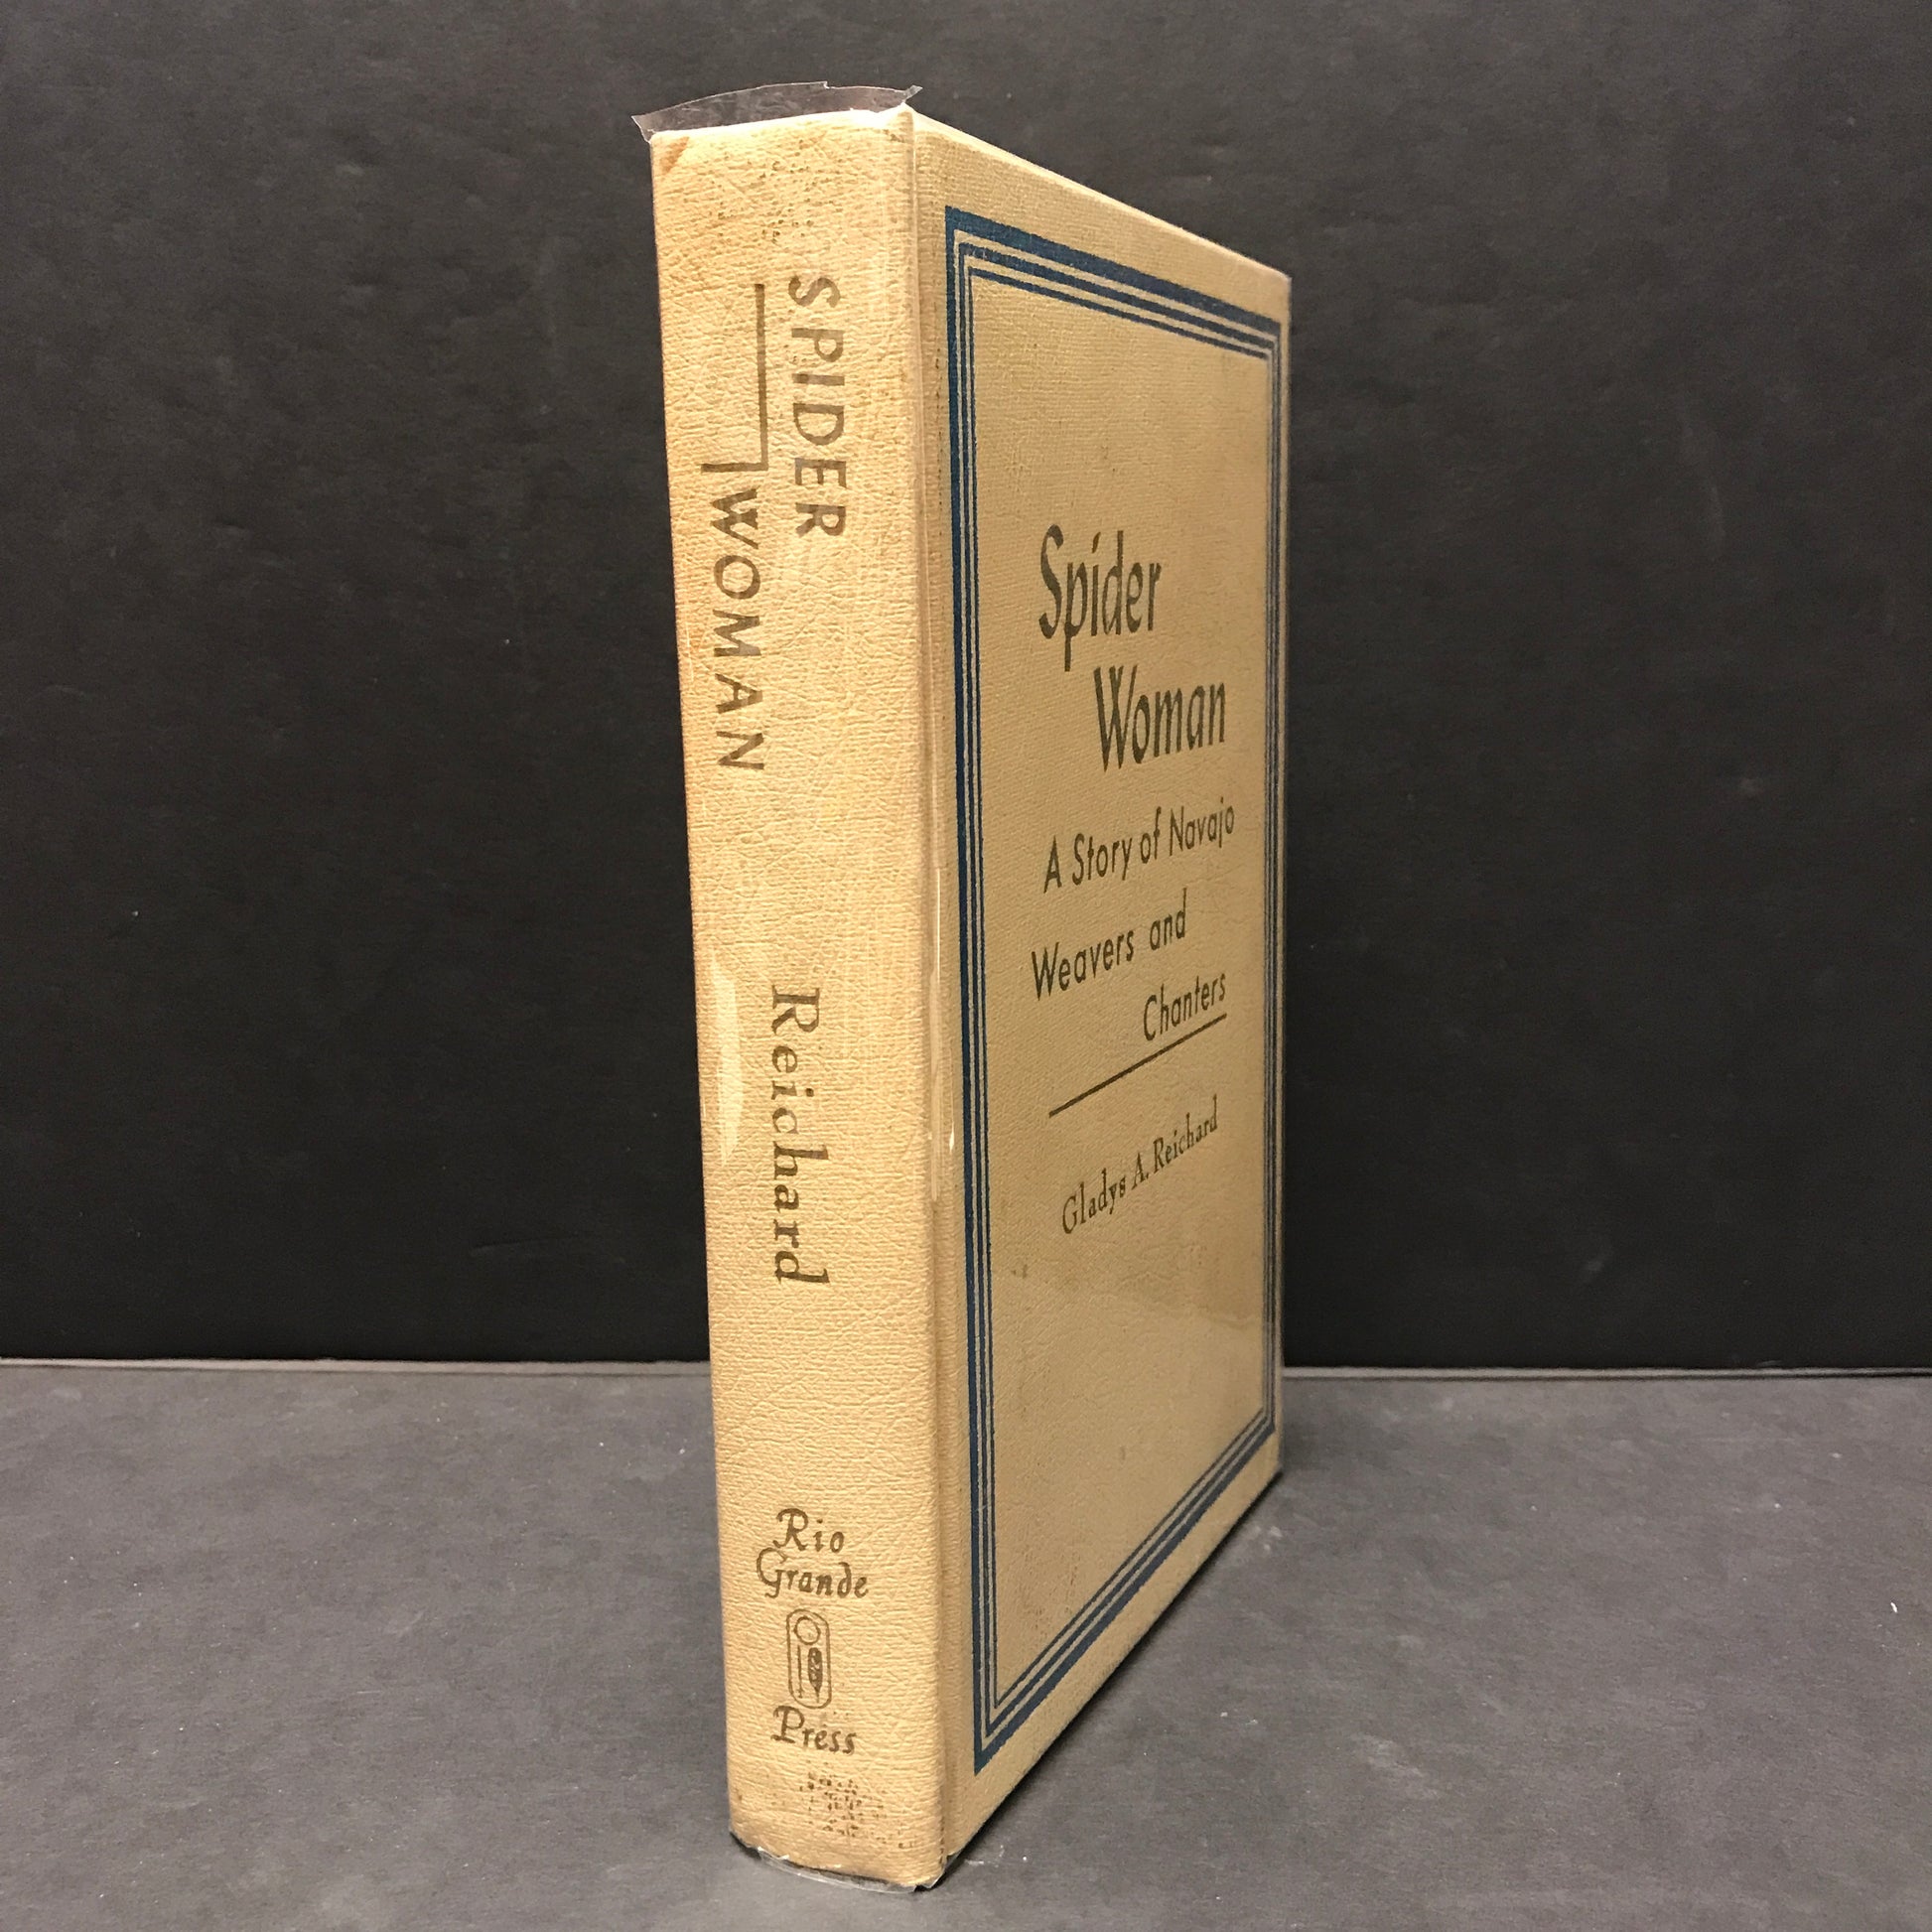 SPIDER
WOMAN
Reichard
Rio
Grande
Press
Spider
Woman
A Story of Navajo
Weavers and
Chanters
Gladys A. Reichard